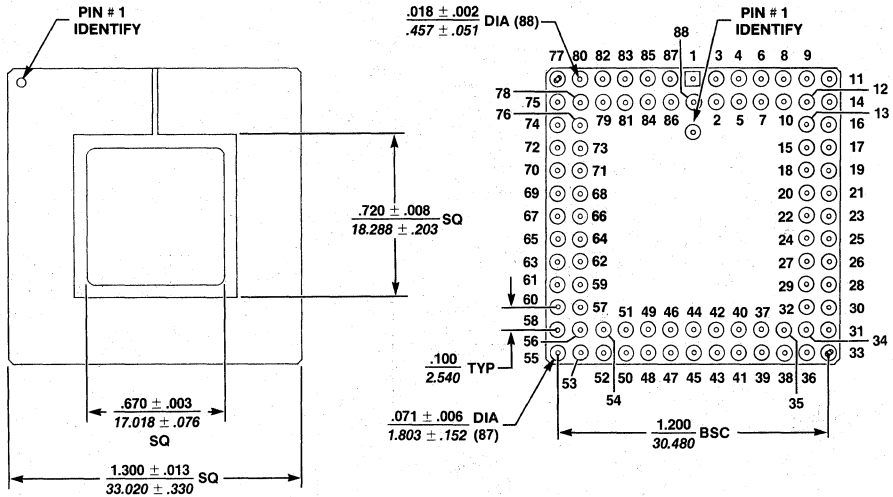 PIN # 1
IDENTIFY
.720 ± .008
18.288 ± .203
SQ
.670 ± .003
17.018 ± .076
SQ
1.300 ± .013
33.020 ± .330
SQ
.018 ± .002
.457 ± .051
DIA (88)
PIN # 1
IDENTIFY
88
77 80 82 83 85 87 1 3 4 6 8 9
11
12
78
75
14
13
76
79 81 84 86 2 5 7 10
74
16
72 73 15 17
70 71 18 19
69 68 20 21
67 66 22 23
65 64 24 25
63 62 27 26
61 59 29 28
60 57 32 30
51 49 46 44 42 40 37
58 31
56 34
55 33
53 52 50 48 47 45 43 41 39 38 36
54 35
.100
2.540
TYP
.071 ± .006
1.803 ± .152
DIA
(87)
1.200
30.480
BSC